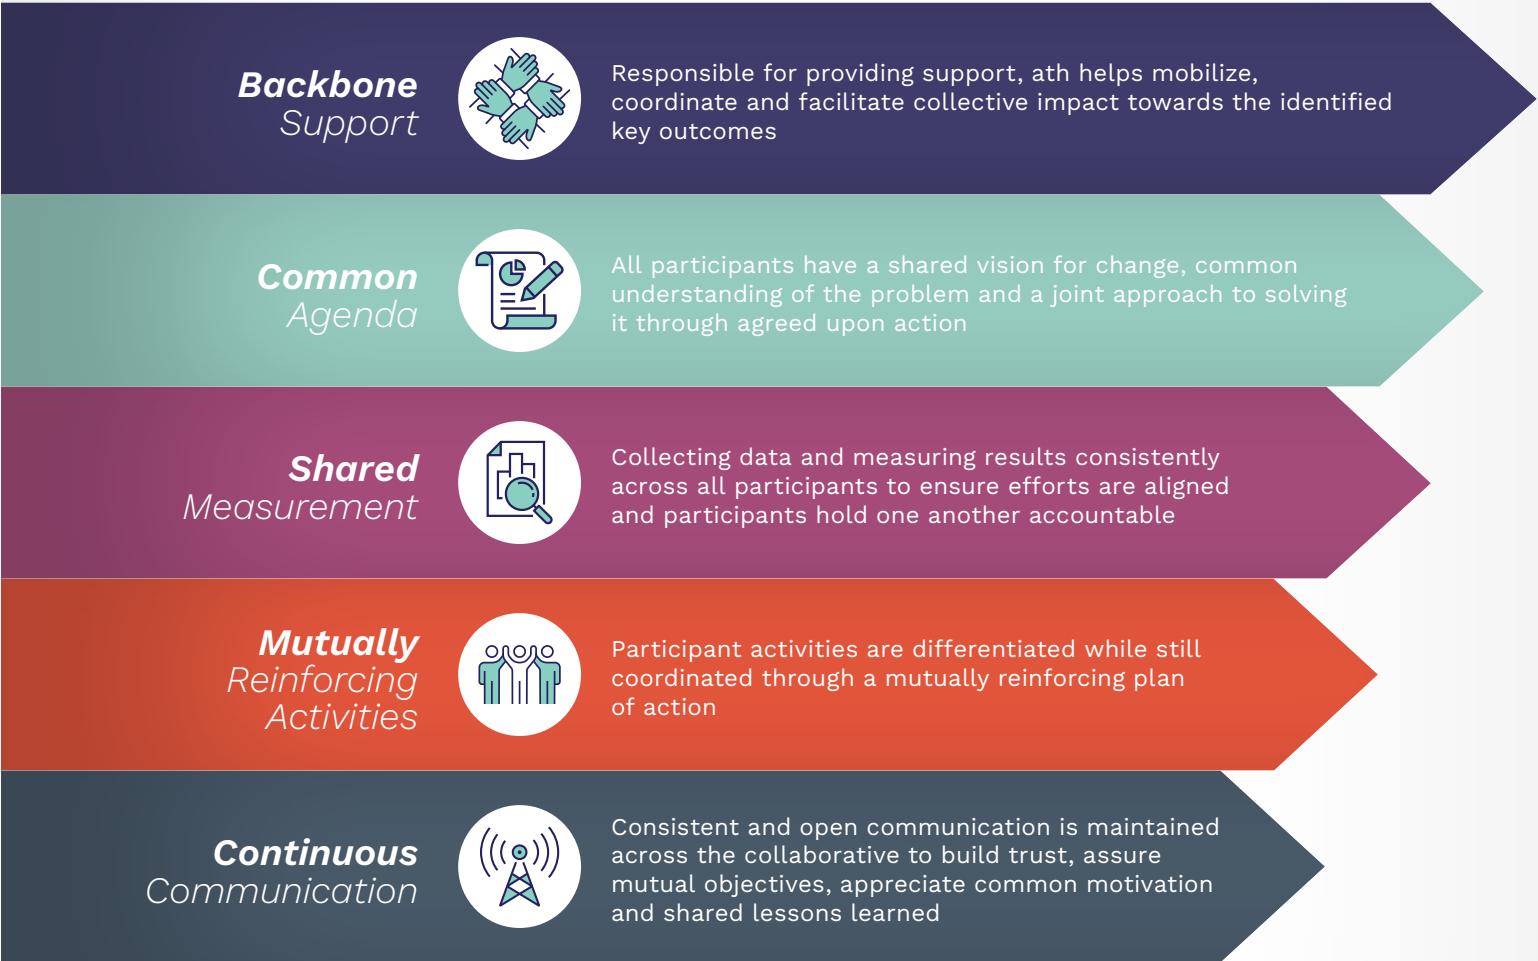 Backbone
Support
Responsible for providing support, ath helps mobilize,
coordinate and facilitate collective impact towards the identified
key outcomes
Common
Agenda
All participants have a shared vision for change, common
understanding of the problem and a joint approach to solving
it through agreed upon action
Shared
Measurement
Collecting data and measuring results consistently
across all participants to ensure efforts are aligned
and participants hold one another accountable
Mutually
Reinforcing
Activities
Participant activities are differentiated while still
coordinated through a mutually reinforcing plan
of action
Continuous
Communication
Consistent and open communication is maintained
across the collaborative to build trust, assure
mutual objectives, appreciate common motivation
and shared lessons learned